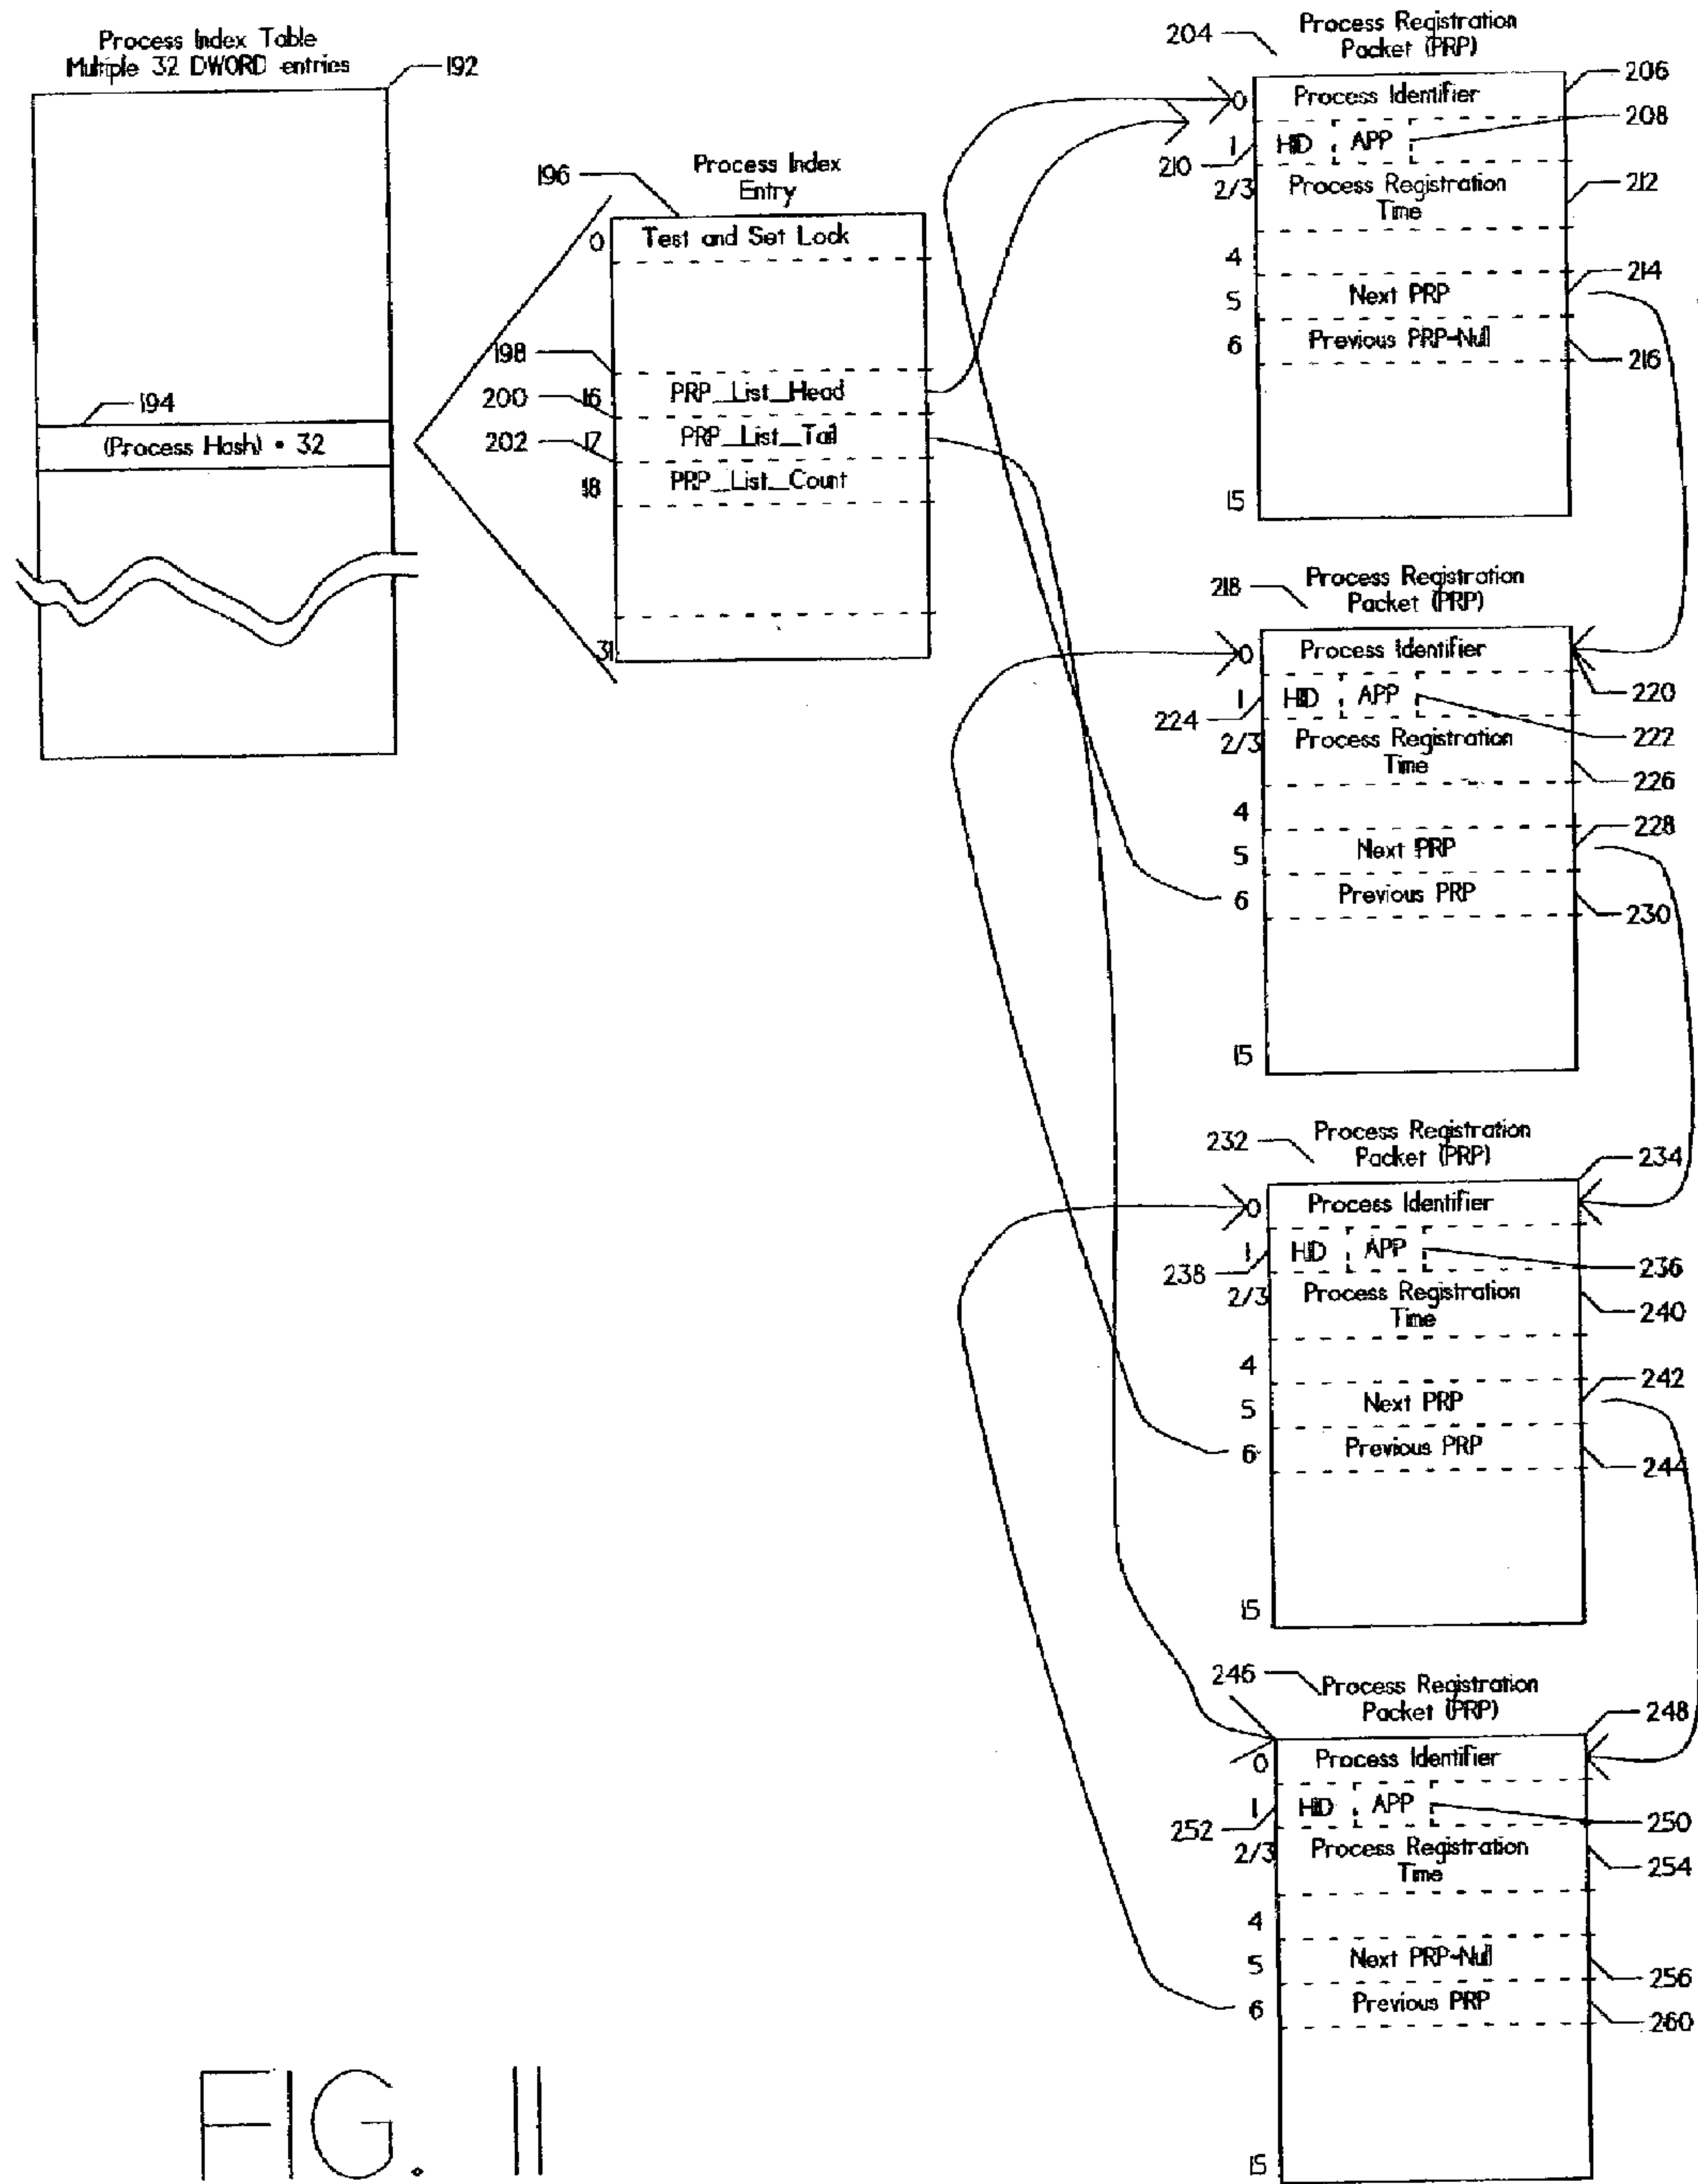 Process Index Table
Multiple 32 DWORD entries
192
194
(Process Hash) • 32
Process Index
Entry
196
0
Test and Set Lock
198
16
PRP_List_Head
200
17
PRP_List_Tail
202
18
PRP_List_Count
31
204
Process Registration
Packet (PRP)
206
0
Process Identifier
208
1
HID
APP
210
2/3
Process Registration
Time
212
4
214
5
Next PRP
6
Previous PRP-Null
216
15
218
Process Registration
Packet (PRP)
0
Process Identifier
220
1
HID
APP
224
222
2/3
Process Registration
Time
226
4
228
5
Next PRP
6
Previous PRP
230
15
232
Process Registration
Packet (PRP)
234
0
Process Identifier
1
HID
APP
236
238
2/3
Process Registration
Time
240
4
242
5
Next PRP
6
Previous PRP
244
15
246
Process Registration
Packet (PRP)
248
0
Process Identifier
1
HID
APP
250
252
2/3
Process Registration
Time
254
4
5
Next PRP-Null
256
6
Previous PRP
260
15
FIG. 11